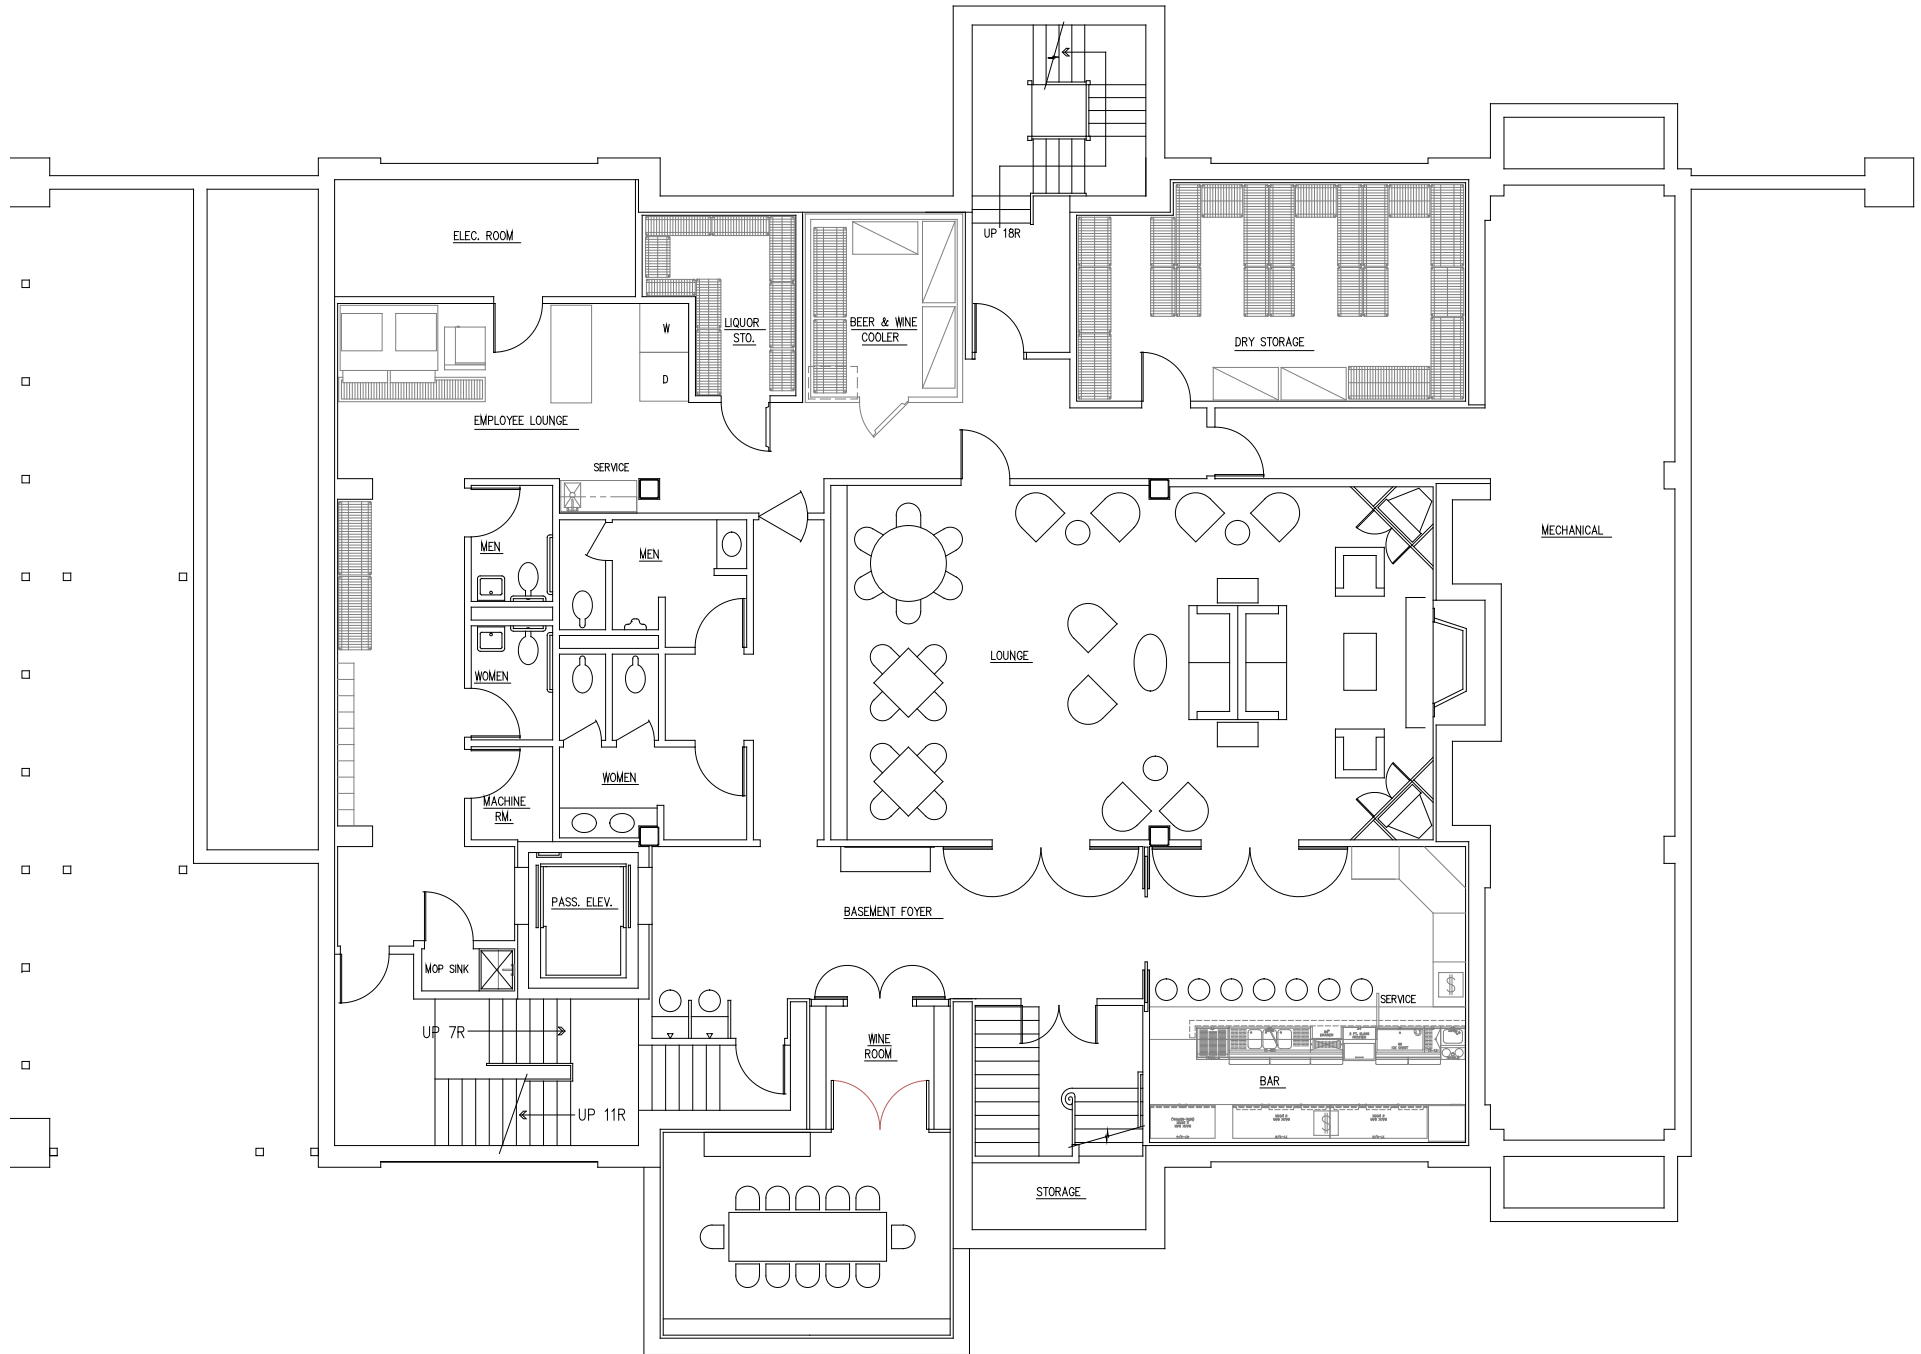 ELEC. ROOM
UP 18R
LIQUOR
STO.
BEER & WINE
COOLER
W
D
DRY STORAGE
EMPLOYEE LOUNGE
SERVICE
MEN
MEN
MECHANICAL
LOUNGE
WOMEN
WOMEN
MACHINE
RM.
PASS. ELEV.
BASEMENT FOYER
MOP SINK
$
SERVICE
UP 7R
WINE
ROOM
BAR
UP 11R
$
STORAGE